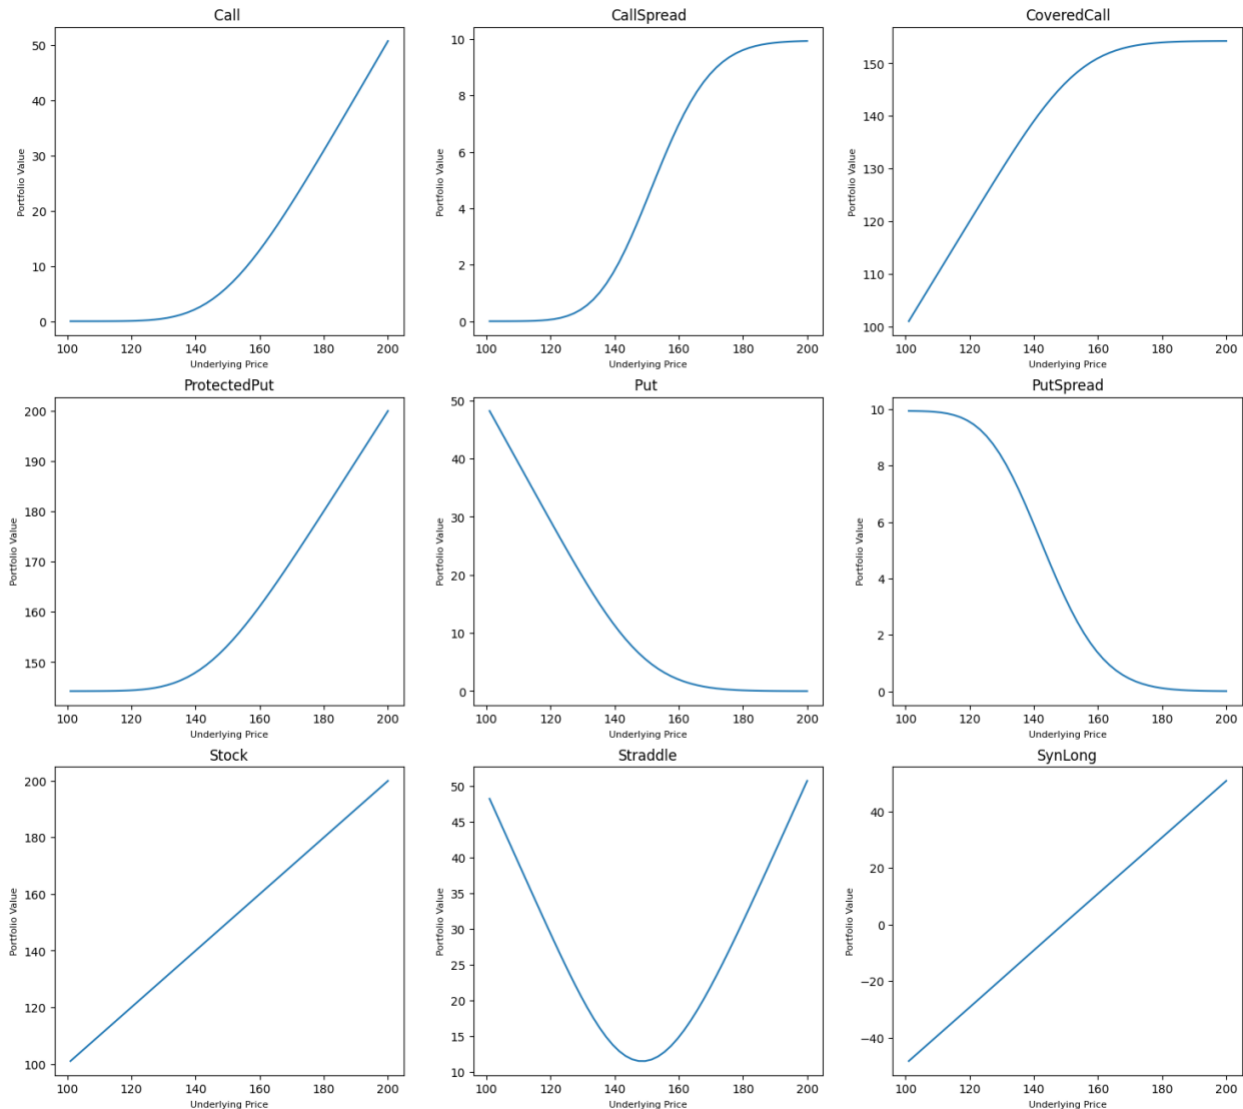 Call
CallSpread
CoveredCall
50
40
30
20
10
0
Portfolio Value
100 120 140 160 180 200
Underlying Price
10
8
6
4
2
0
Portfolio Value
100 120 140 160 180 200
Underlying Price
150
140
130
120
110
100
Portfolio Value
100 120 140 160 180 200
Underlying Price
ProtectedPut
Put
PutSpread
200
190
180
170
160
150
Portfolio Value
100 120 140 160 180 200
Underlying Price
50
40
30
20
10
0
Portfolio Value
100 120 140 160 180 200
Underlying Price
10
8
6
4
2
0
Portfolio Value
100 120 140 160 180 200
Underlying Price
Stock
Straddle
SynLong
200
180
160
140
120
100
Portfolio Value
100 120 140 160 180 200
Underlying Price
50
45
40
35
30
25
20
15
10
Portfolio Value
100 120 140 160 180 200
Underlying Price
40
20
0
−20
−40
Portfolio Value
100 120 140 160 180 200
Underlying Price